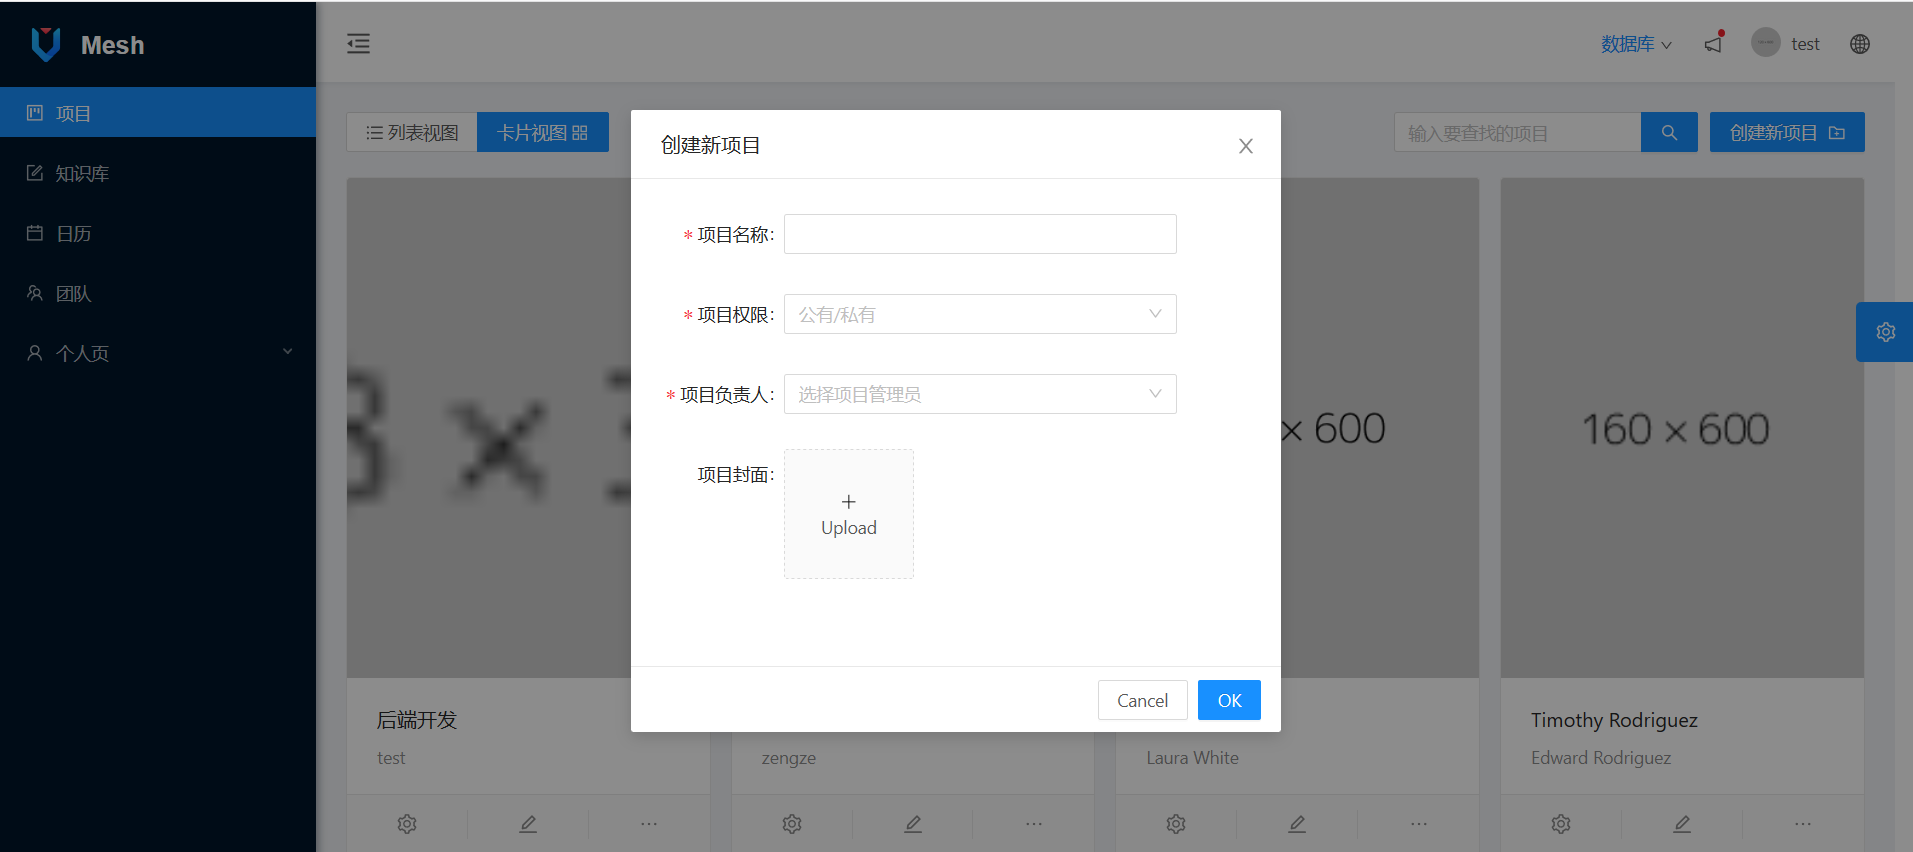 Mesh
数据库
test
项目
知识库
日历
团队
个人页
列表视图
卡片视图
输入要查找的项目
创建新项目
创建新项目
* 项目名称:
* 项目权限:
公有/私有
* 项目负责人:
选择项目管理员
项目封面:
+
Upload
Cancel
OK
× 600
160 × 600
后端开发
test
zengze
Laura White
Timothy Rodriguez
Edward Rodriguez